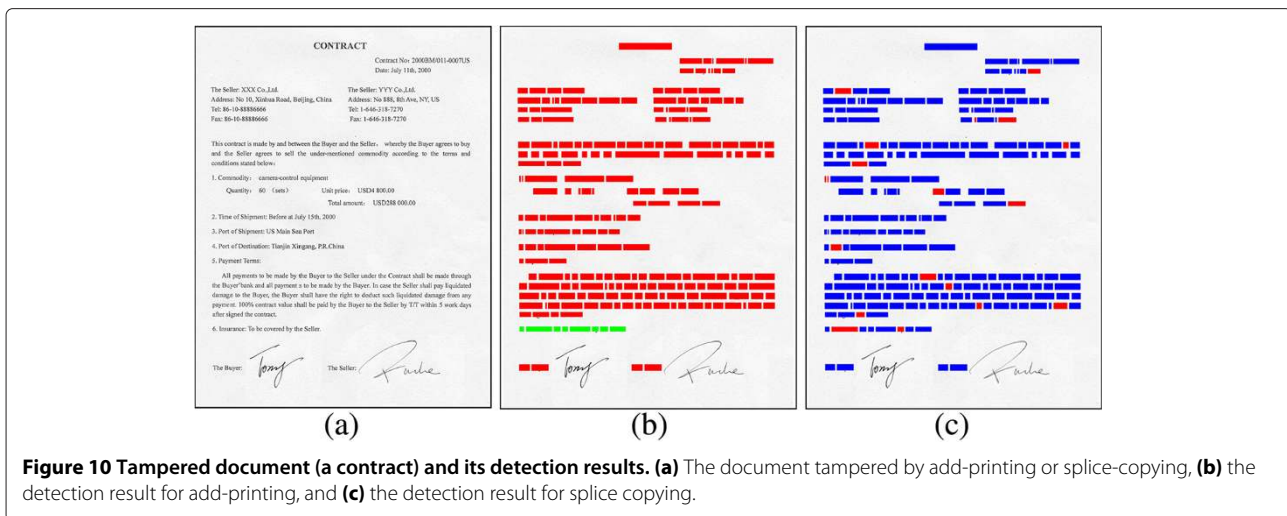 CONTRACT
Contract No: 2000BM/011-0007US
Date: July 11th, 2000
The Seller: XXX Co.,Ltd. The Buyer: YYY Co.,Ltd.
Address: No 10, Xinhua Road, Beijing, China Address: No 888, 8th Ave, NY, US
Tel: 86-10-88886666 Tel: 1-646-318-7270
Fax: 86-10-88886666 Fax: 1-646-318-7270
This contract is made by and between the Buyer and the Seller, whereby the Buyer agrees to buy
and the Seller agrees to sell the under-mentioned commodity according to the terms and
conditions stated below:
1. Commodity: camera-control equipment
Quantity: 60 (sets) Unit price: USD4 800.00
Total amount: USD288 000.00
2. Time of Shipment: Before at July 15th, 2000
3. Port of Shipment: US Main Sea Port
4. Port of Destination: Tianjin Xingang, P.R.China
5. Payment Terms:
All payments to be made by the Buyer to the Seller under the Contract shall be made through
the Buyer'bank and all payment s to be made by the Buyer. In case the Seller shall pay liquidated
damage to the Buyer, the Buyer shall have the right to deduct such liquidated damage from any
payment. 100% contract value shall be paid by the Buyer to the Seller by T/T within 5 work days
after signed the contract.
6. Insurance: To be covered by the Seller.
The Buyer: Tony The Seller:
Tony
(a) (b) (c)
Figure 10 Tampered document (a contract) and its detection results. (a) The document tampered by add-printing or splice-copying, (b) the
detection result for add-printing, and (c) the detection result for splice copying.